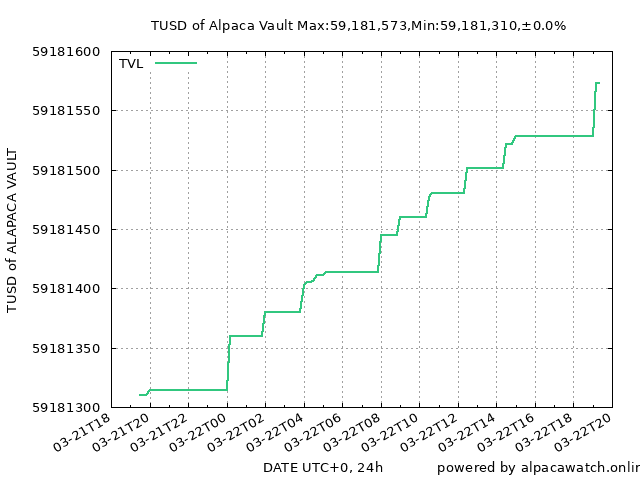 TUSD of Alpaca Vault Max:59,181,573,Min:59,181,310,±0.0%
TVL
59181600
59181550
59181500
59181450
59181400
59181350
59181300
TUSD of ALAPACA VAULT
03-21T18
03-21T20
03-21T22
03-22T00
03-22T02
03-22T04
03-22T06
03-22T08
03-22T10
03-22T12
03-22T14
03-22T16
03-22T18
03-22T20
DATE UTC+0, 24h
powered by alpacawatch.onlin